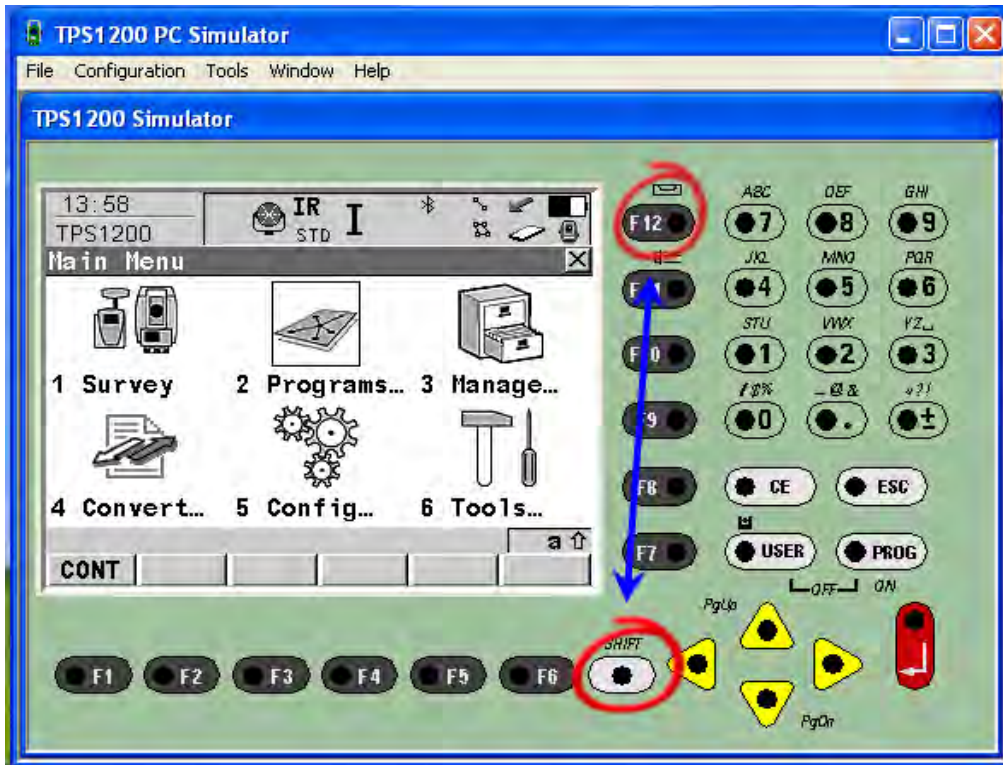 TPS1200 PC Simulator
File Configuration Tools Window Help
TPS1200 Simulator
13:58
TPS1200
IR
STD
I
Main Menu
1 Survey 2 Programs... 3 Manage...
4 Convert... 5 Config... 6 Tools...
a
CONT
F12 ABC 7 DEF 8 GHI 9
JKL 4 MNO 5 PQR 6
STU 1 VWX 2 YZ 3
F9 /$% 0 _@& . *?! ±
F8 CE ESC
F7 USER PROG
OFF ON
PgUp
SHIFT
F1 F2 F3 F4 F5 F6
PgDn